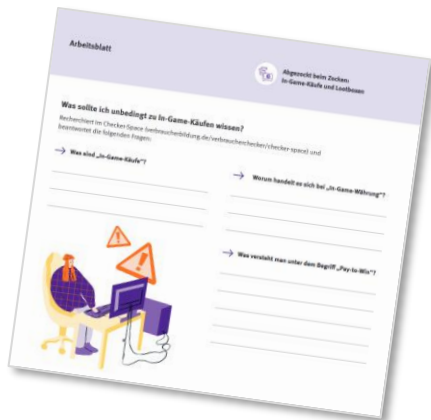 Arbeitsblatt
Abgezockt beim Zocken:
In-Game-Käufe und Lootboxen
Was sollte ich unbedingt zu In-Game-Käufen wissen?
Recherchiert im Checker-Space (verbraucherbildung.de/verbraucherchecker/checker-space) und
beantwortet die folgenden Fragen:
Was sind „In-Game-Käufe“?
Worum handelt es sich bei „In-Game-Währung“?
Was versteht man unter dem Begriff „Pay-to-Win“?